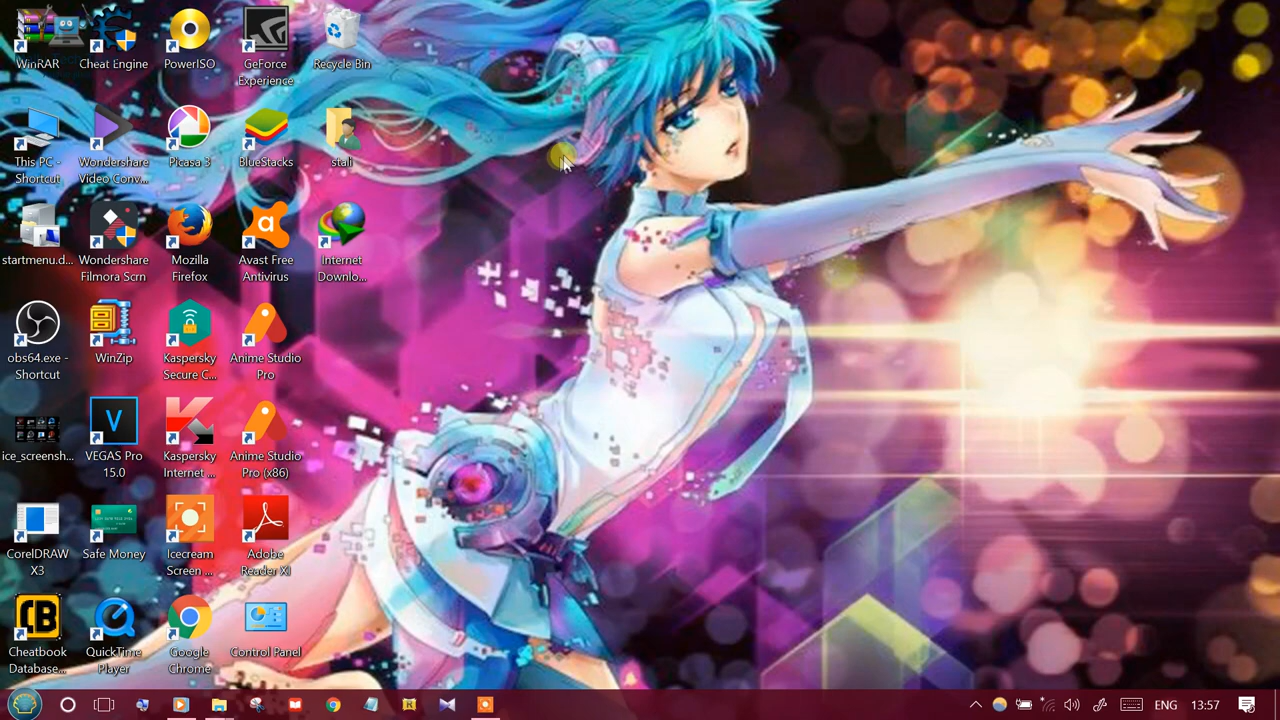 WinRAR
Cheat Engine
PowerISO
GeForce
Experience
Recycle Bin
This PC -
Shortcut
Wondershare
Video Conv...
Picasa 3
BlueStacks
stali
startmenu.d...
Wondershare
Filmora Scrn
Mozilla
Firefox
Avast Free
Antivirus
Internet
Downlo...
obs64.exe -
Shortcut
WinZip
Kaspersky
Secure C...
Anime Studio
Pro
ice_screensh...
V
VEGAS Pro
15.0
Kaspersky
Internet ...
Anime Studio
Pro (x86)
CorelDRAW
X3
Safe Money
Icecream
Screen ...
Adobe
Reader XI
CB
Cheatbook
Database...
QuickTime
Player
Google
Chrome
Control Panel
ENG
13:57